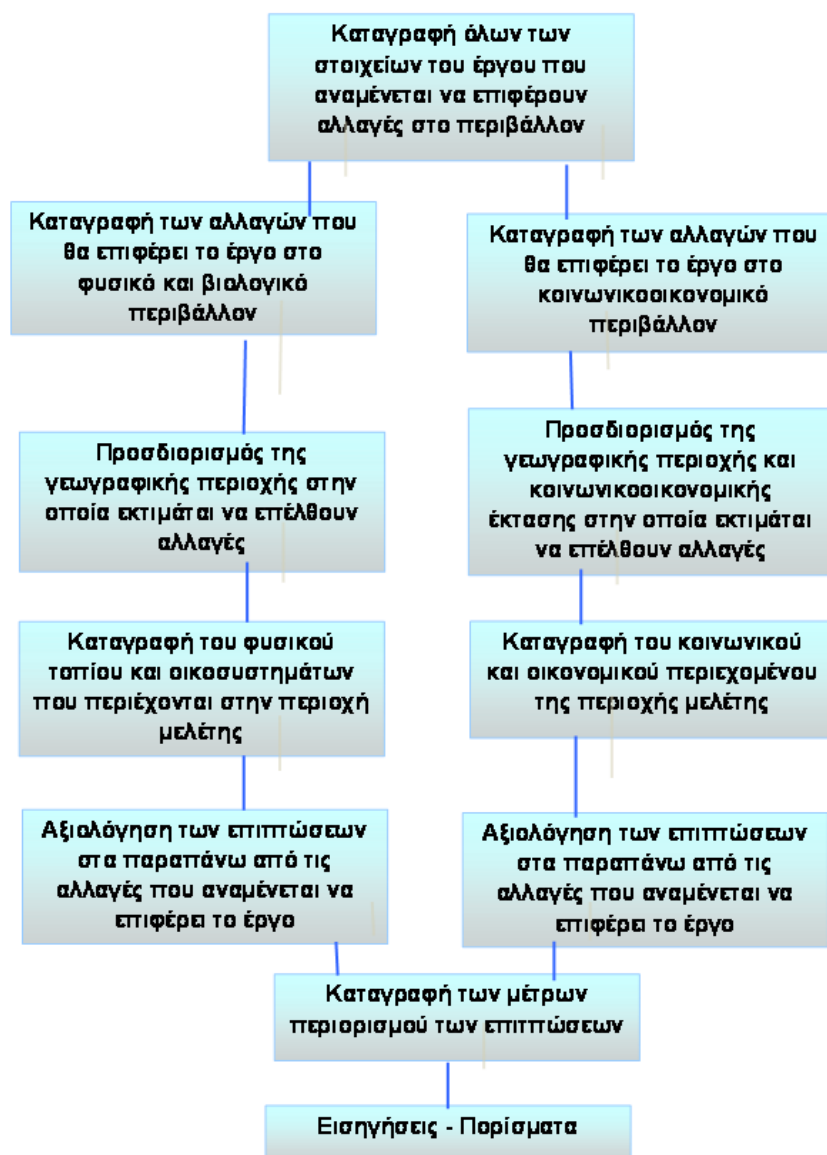 Καταγραφή όλων των
στοιχείων του έργου που
αναμένεται να επιφέρουν
αλλαγές στο περιβάλλον
Καταγραφή των αλλαγών που
θα επιφέρει το έργο στο
φυσικό και βιολογικό
περιβάλλον
Καταγραφή των αλλαγών που
θα επιφέρει το έργο στο
κοινωνικοοικονομικό
περιβάλλον
Προσδιορισμός της
γεωγραφικής περιοχής στην
οποία εκτιμάται να επέλθουν
αλλαγές
Προσδιορισμός της
γεωγραφικής περιοχής και
κοινωνικοοικονομικής
έκτασης στην οποία εκτιμάται
να επέλθουν αλλαγές
Καταγραφή του φυσικού
τοπίου και οικοσυστημάτων
που περιέχονται στην περιοχή
μελέτης
Καταγραφή του κοινωνικού
και οικονομικού περιεχομένου
της περιοχής μελέτης
Αξιολόγηση των επιπτώσεων
στα παραπάνω από τις
αλλαγές που αναμένεται να
επιφέρει το έργο
Αξιολόγηση των επιπτώσεων
στα παραπάνω από τις
αλλαγές που αναμένεται να
επιφέρει το έργο
Καταγραφή των μέτρων
περιορισμού των επιπτώσεων
Εισηγήσεις - Πορίσματα